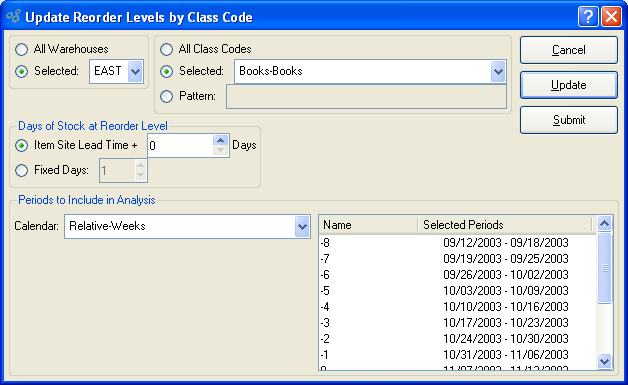 Update Reorder Levels by Class Code
All Warehouses
Selected: EAST
All Class Codes
Selected: Books-Books
Pattern:
Cancel
Update
Submit
Days of Stock at Reorder Level
Item Site Lead Time + 0 Days
Fixed Days: 1
Periods to Include in Analysis
Calendar: Relative-Weeks
Name Selected Periods
-8 09/12/2003 - 09/18/2003
-7 09/19/2003 - 09/25/2003
-6 09/26/2003 - 10/02/2003
-5 10/03/2003 - 10/09/2003
-4 10/10/2003 - 10/16/2003
-3 10/17/2003 - 10/23/2003
-2 10/24/2003 - 10/30/2003
-1 10/31/2003 - 11/06/2003